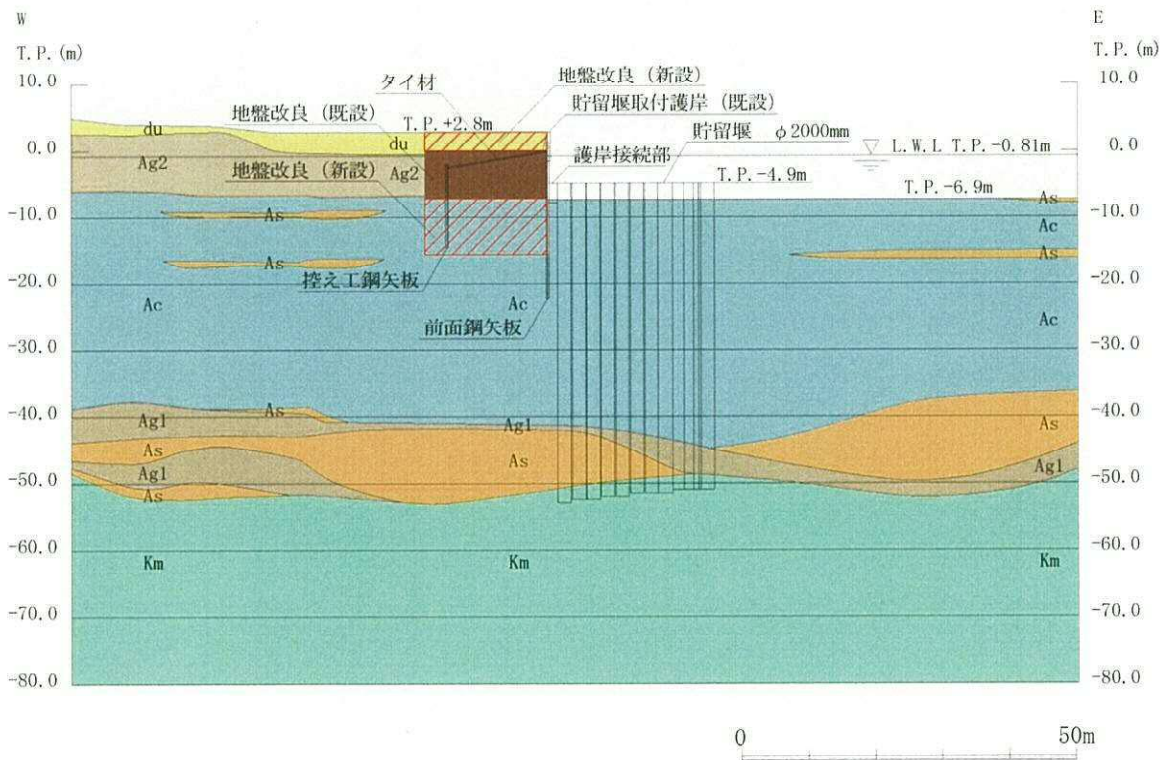 W
E
T.P.(m)
T.P.(m)
10.0
10.0
タイ材
地盤改良（新設）
地盤改良（既設）
貯留堰取付護岸（既設）
T.P.+2.8m
貯留堰 φ2000mm
du
du
L.W.L T.P.-0.81m
0.0
0.0
護岸接続部
Ag2
地盤改良（新設）
Ag2
T.P.-4.9m
T.P.-6.9m
As
-10.0
As
-10.0
Ac
As
As
-20.0
控え工鋼矢板
-20.0
Ac
Ac
Ac
前面鋼矢板
-30.0
-30.0
-40.0
As
-40.0
Ag1
Ag1
As
As
As
Ag1
Ag1
-50.0
As
-50.0
-60.0
Km
Km
Km
-60.0
-70.0
-70.0
-80.0
-80.0
0
50m